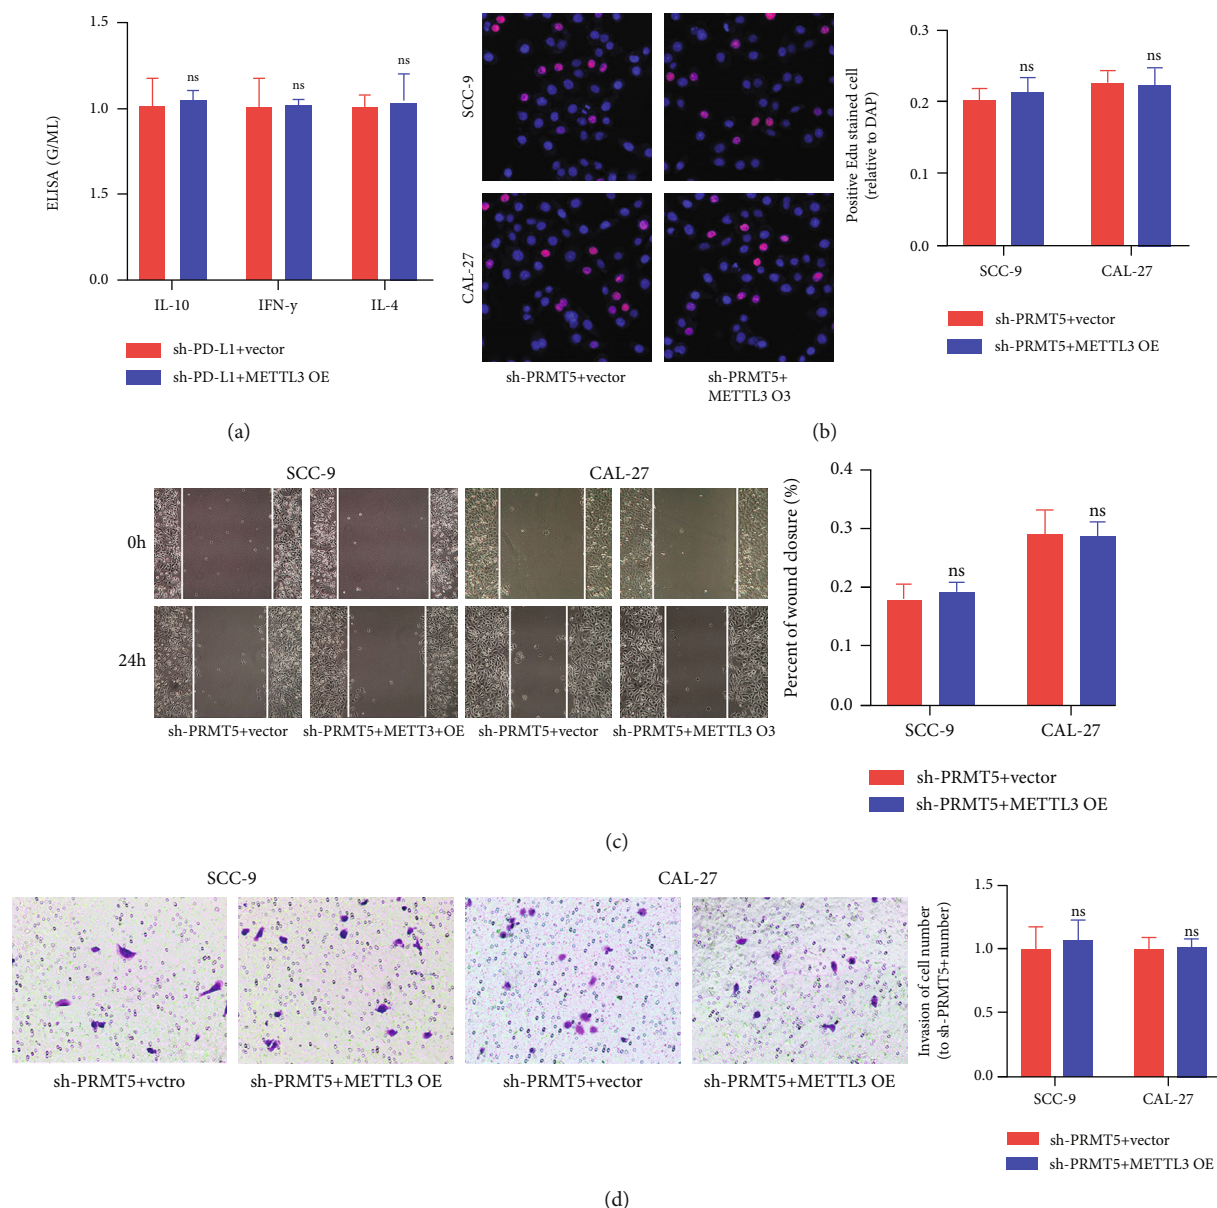 1.5
1.0
1.5
0.0
ELISA (G/ML)
ns
ns
ns
IL-10
IFN-y
IL-4
sh-PD-L1+vector
sh-PD-L1+METTL3 OE
(a)
SCC-9
CAL-27
sh-PRMT5+vector
sh-PRMT5+
METTL3 O3
0.3
0.2
0.1
0.0
Positive Edu stained cell
(relative to DAP)
ns
ns
SCC-9
CAL-27
sh-PRMT5+vector
sh-PRMT5+METTL3 OE
(b)
SCC-9
CAL-27
0h
24h
sh-PRMT5+vector
sh-PRMT5+METT3+OE
sh-PRMT5+vector
sh-PRMT5+METTL3 O3
0.4
0.3
0.2
0.1
0.0
Percent of wound closure (%)
ns
ns
SCC-9
CAL-27
sh-PRMT5+vector
sh-PRMT5+METTL3 OE
(c)
SCC-9
CAL-27
sh-PRMT5+vctro
sh-PRMT5+METTL3 OE
sh-PRMT5+vector
sh-PRMT5+METTL3 OE
1.5
1.0
0.5
0.0
Invasion of cell number
(to sh-PRMT5+number)
ns
ns
SCC-9
CAL-27
sh-PRMT5+vector
sh-PRMT5+METTL3 OE
(d)